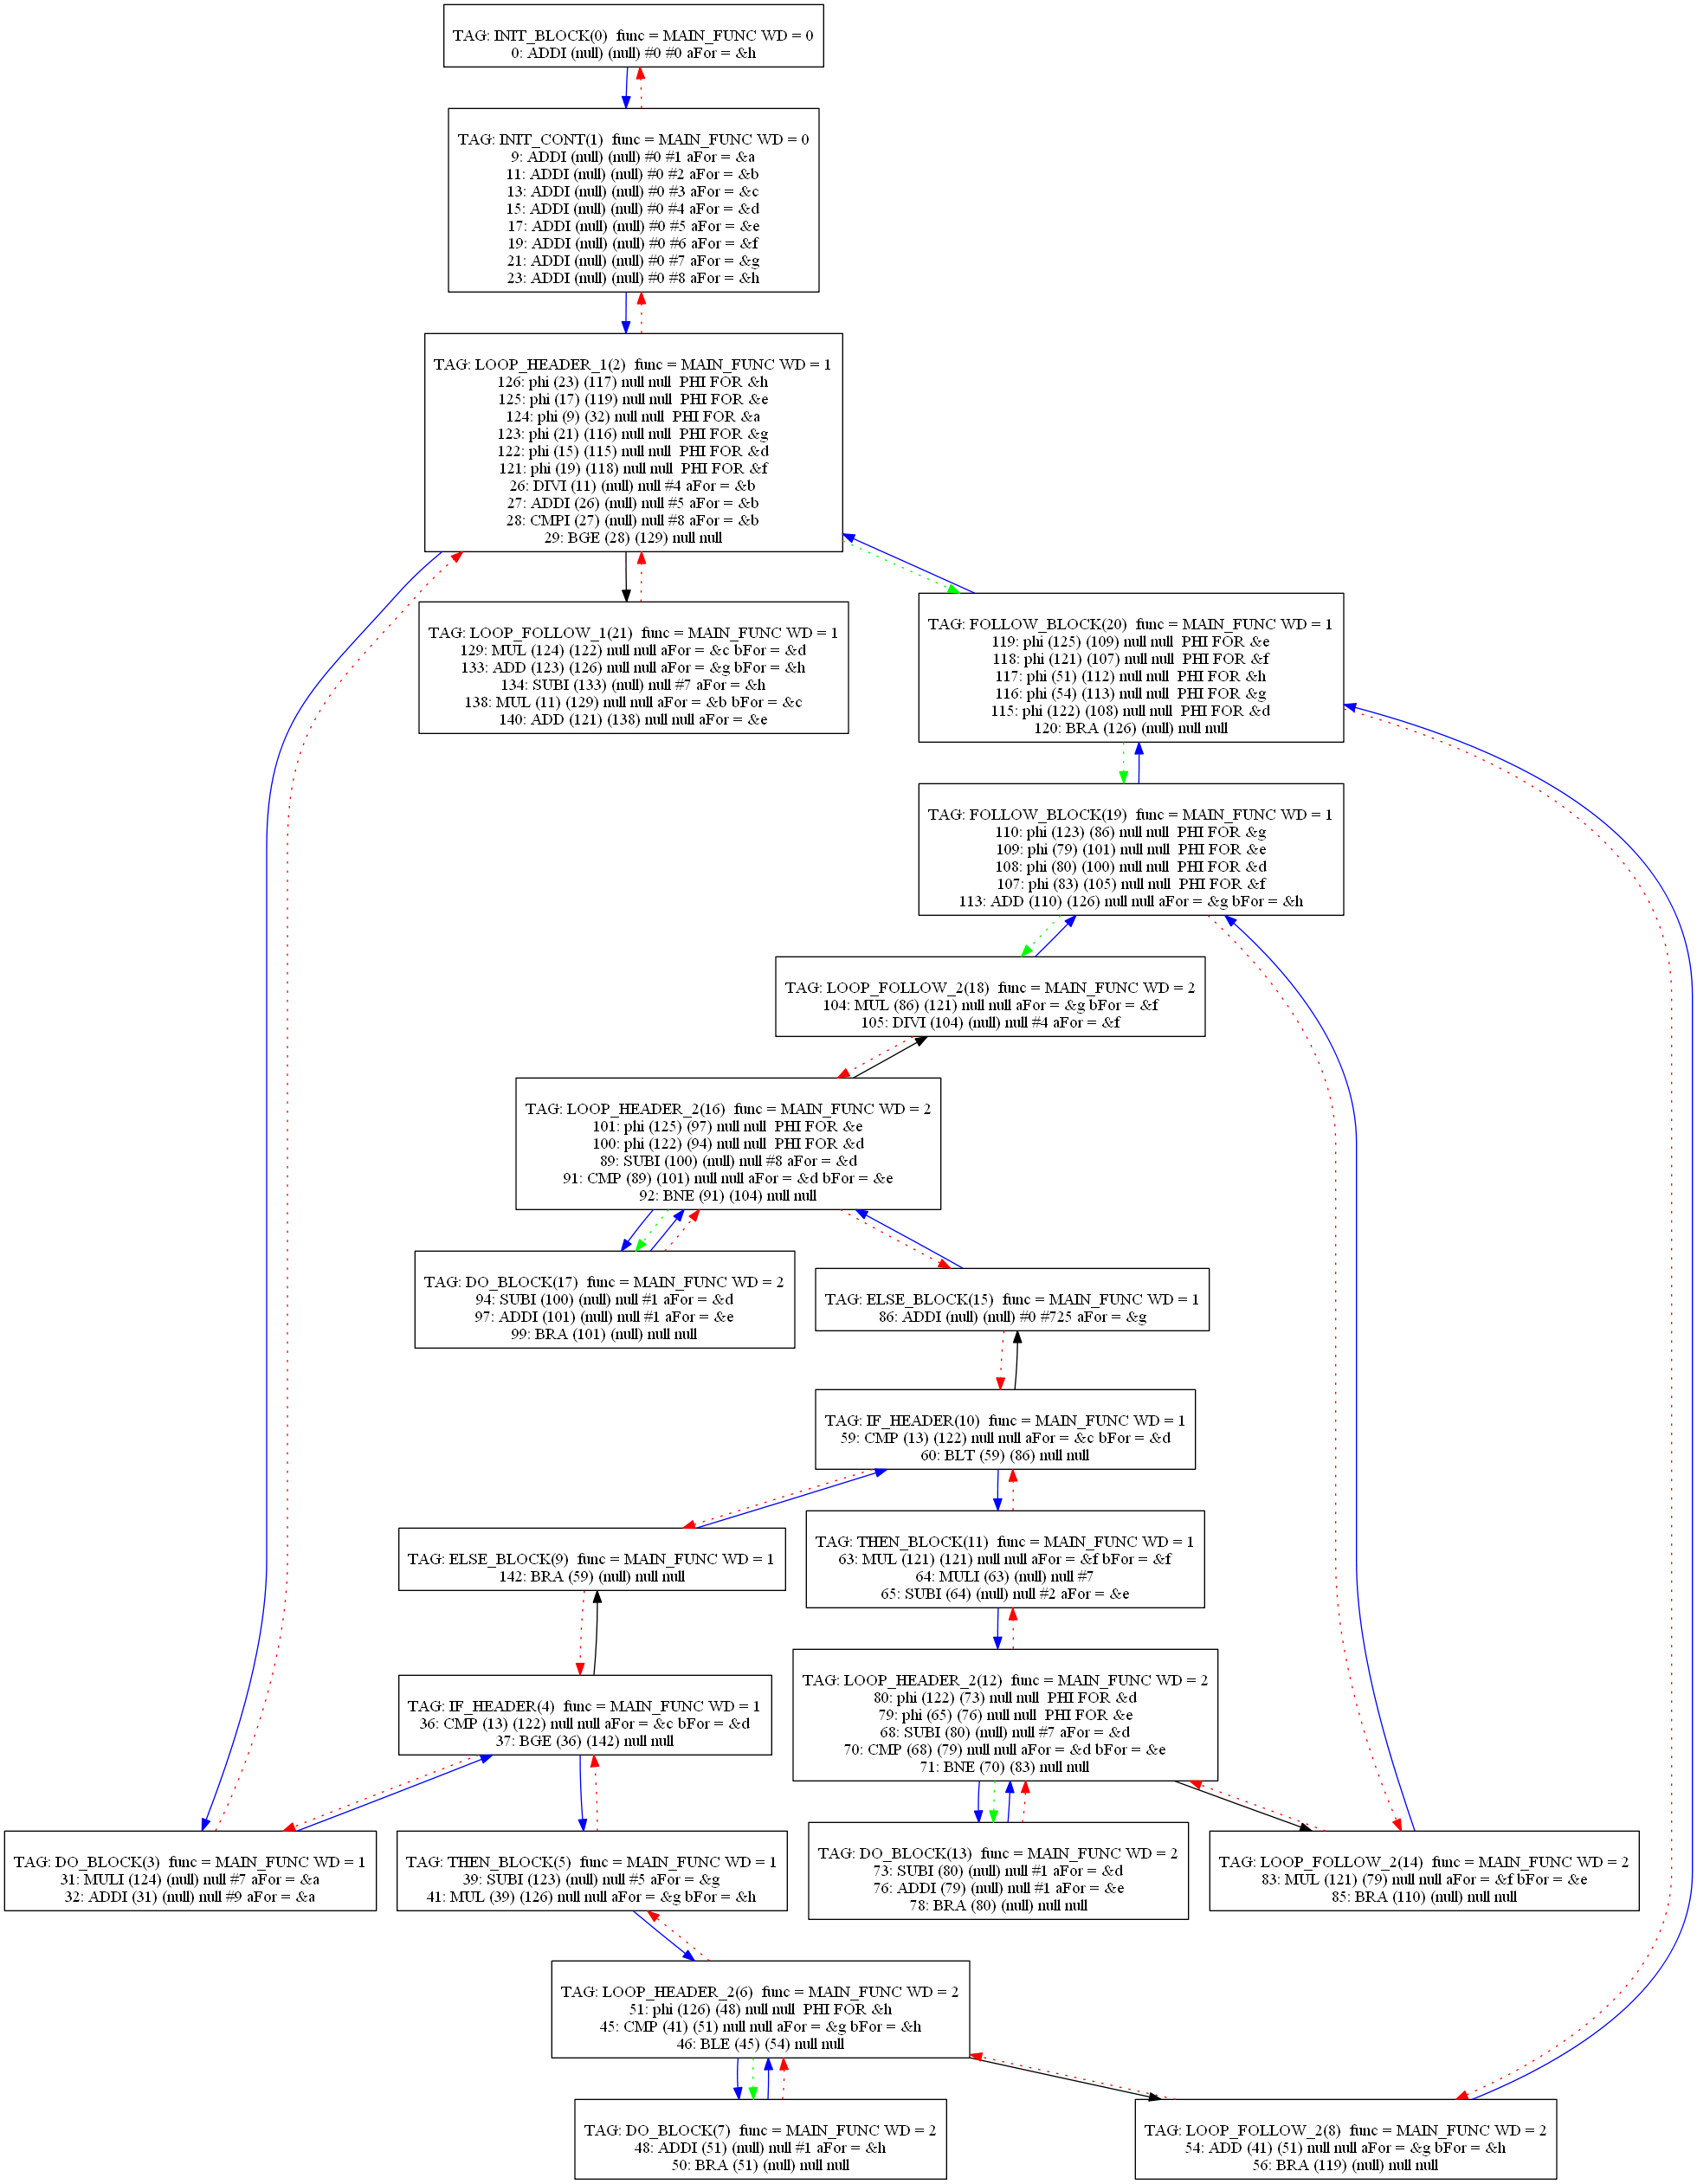 TAG: INIT_BLOCK(0)  func = MAIN_FUNC WD = 0
0: ADDI (null) (null) #0 #0 aFor = &h
TAG: INIT_CONT(1)  func = MAIN_FUNC WD = 0
9: ADDI (null) (null) #0 #1 aFor = &a
11: ADDI (null) (null) #0 #2 aFor = &b
13: ADDI (null) (null) #0 #3 aFor = &c
15: ADDI (null) (null) #0 #4 aFor = &d
17: ADDI (null) (null) #0 #5 aFor = &e
19: ADDI (null) (null) #0 #6 aFor = &f
21: ADDI (null) (null) #0 #7 aFor = &g
23: ADDI (null) (null) #0 #8 aFor = &h
TAG: LOOP_HEADER_1(2)  func = MAIN_FUNC WD = 1
126: phi (23) (117) null null  PHI FOR &h
125: phi (17) (119) null null  PHI FOR &e
124: phi (9) (32) null null  PHI FOR &a
123: phi (21) (116) null null  PHI FOR &g
122: phi (15) (115) null null  PHI FOR &d
121: phi (19) (118) null null  PHI FOR &f
26: DIVI (11) (null) null #4 aFor = &b
27: ADDI (26) (null) null #5 aFor = &b
28: CMPI (27) (null) null #8 aFor = &b
29: BGE (28) (129) null null
TAG: LOOP_FOLLOW_1(21)  func = MAIN_FUNC WD = 1
129: MUL (124) (122) null null aFor = &c bFor = &d
133: ADD (123) (126) null null aFor = &g bFor = &h
134: SUBI (133) (null) null #7 aFor = &h
138: MUL (11) (129) null null aFor = &b bFor = &c
140: ADD (121) (138) null null aFor = &e
TAG: FOLLOW_BLOCK(20)  func = MAIN_FUNC WD = 1
119: phi (125) (109) null null  PHI FOR &e
118: phi (121) (107) null null  PHI FOR &f
117: phi (51) (112) null null  PHI FOR &h
116: phi (54) (113) null null  PHI FOR &g
115: phi (122) (108) null null  PHI FOR &d
120: BRA (126) (null) null null
TAG: FOLLOW_BLOCK(19)  func = MAIN_FUNC WD = 1
110: phi (123) (86) null null  PHI FOR &g
109: phi (79) (101) null null  PHI FOR &e
108: phi (80) (100) null null  PHI FOR &d
107: phi (83) (105) null null  PHI FOR &f
113: ADD (110) (126) null null aFor = &g bFor = &h
TAG: LOOP_FOLLOW_2(18)  func = MAIN_FUNC WD = 2
104: MUL (86) (121) null null aFor = &g bFor = &f
105: DIVI (104) (null) null #4 aFor = &f
TAG: LOOP_HEADER_2(16)  func = MAIN_FUNC WD = 2
101: phi (125) (97) null null  PHI FOR &e
100: phi (122) (94) null null  PHI FOR &d
89: SUBI (100) (null) null #8 aFor = &d
91: CMP (89) (101) null null aFor = &d bFor = &e
92: BNE (91) (104) null null
TAG: DO_BLOCK(17)  func = MAIN_FUNC WD = 2
94: SUBI (100) (null) null #1 aFor = &d
97: ADDI (101) (null) null #1 aFor = &e
99: BRA (101) (null) null null
TAG: ELSE_BLOCK(15)  func = MAIN_FUNC WD = 1
86: ADDI (null) (null) #0 #725 aFor = &g
TAG: IF_HEADER(10)  func = MAIN_FUNC WD = 1
59: CMP (13) (122) null null aFor = &c bFor = &d
60: BLT (59) (86) null null
TAG: ELSE_BLOCK(9)  func = MAIN_FUNC WD = 1
142: BRA (59) (null) null null
TAG: THEN_BLOCK(11)  func = MAIN_FUNC WD = 1
63: MUL (121) (121) null null aFor = &f bFor = &f
64: MULI (63) (null) null #7
65: SUBI (64) (null) null #2 aFor = &e
TAG: IF_HEADER(4)  func = MAIN_FUNC WD = 1
36: CMP (13) (122) null null aFor = &c bFor = &d
37: BGE (36) (142) null null
TAG: LOOP_HEADER_2(12)  func = MAIN_FUNC WD = 2
80: phi (122) (73) null null  PHI FOR &d
79: phi (65) (76) null null  PHI FOR &e
68: SUBI (80) (null) null #7 aFor = &d
70: CMP (68) (79) null null aFor = &d bFor = &e
71: BNE (70) (83) null null
TAG: DO_BLOCK(3)  func = MAIN_FUNC WD = 1
31: MULI (124) (null) null #7 aFor = &a
32: ADDI (31) (null) null #9 aFor = &a
TAG: THEN_BLOCK(5)  func = MAIN_FUNC WD = 1
39: SUBI (123) (null) null #5 aFor = &g
41: MUL (39) (126) null null aFor = &g bFor = &h
TAG: DO_BLOCK(13)  func = MAIN_FUNC WD = 2
73: SUBI (80) (null) null #1 aFor = &d
76: ADDI (79) (null) null #1 aFor = &e
78: BRA (80) (null) null null
TAG: LOOP_FOLLOW_2(14)  func = MAIN_FUNC WD = 2
83: MUL (121) (79) null null aFor = &f bFor = &e
85: BRA (110) (null) null null
TAG: LOOP_HEADER_2(6)  func = MAIN_FUNC WD = 2
51: phi (126) (48) null null  PHI FOR &h
45: CMP (41) (51) null null aFor = &g bFor = &h
46: BLE (45) (54) null null
TAG: DO_BLOCK(7)  func = MAIN_FUNC WD = 2
48: ADDI (51) (null) null #1 aFor = &h
50: BRA (51) (null) null null
TAG: LOOP_FOLLOW_2(8)  func = MAIN_FUNC WD = 2
54: ADD (41) (51) null null aFor = &g bFor = &h
56: BRA (119) (null) null null